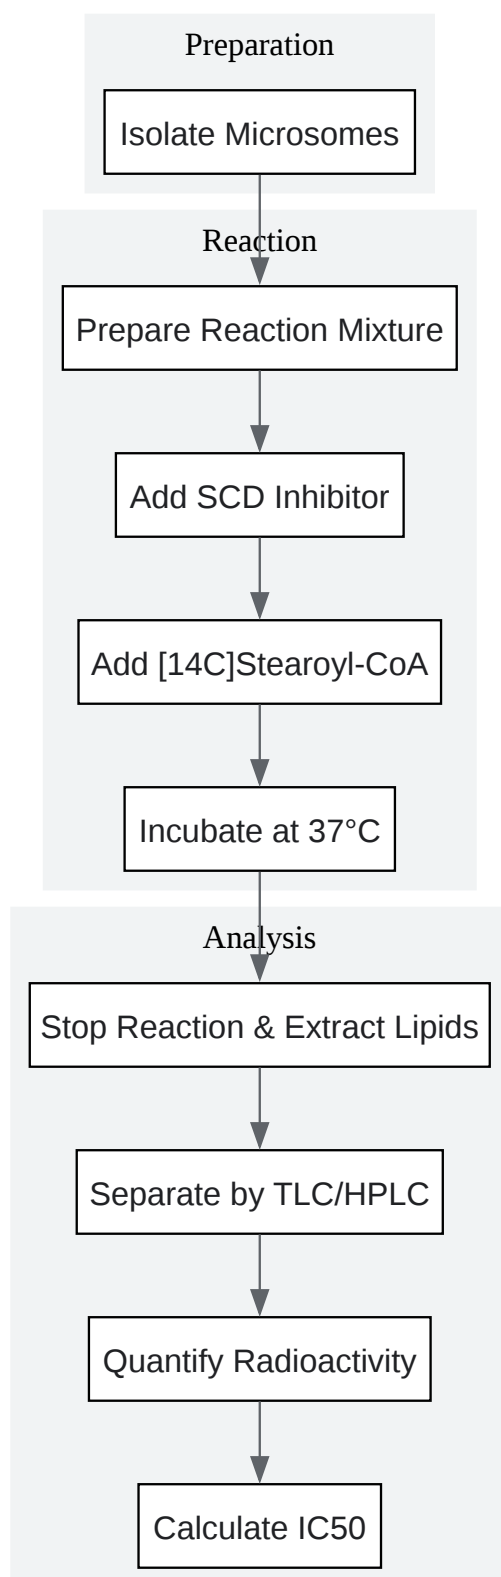 Preparation
Isolate Microsomes
Reaction
Prepare Reaction Mixture
Add SCD Inhibitor
Add [14C]Stearoyl-CoA
Incubate at 37°C
Analysis
Stop Reaction & Extract Lipids
Separate by TLC/HPLC
Quantify Radioactivity
Calculate IC50